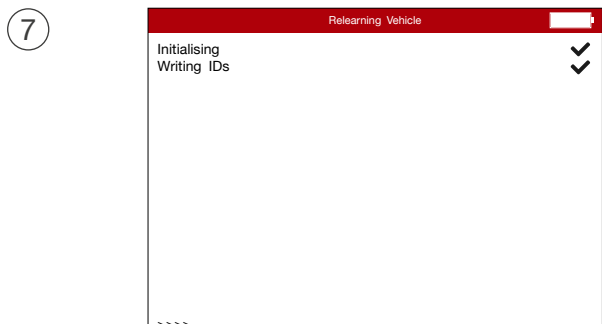 7
Relearning Vehicle
Initialising
Writing IDs
>>>>